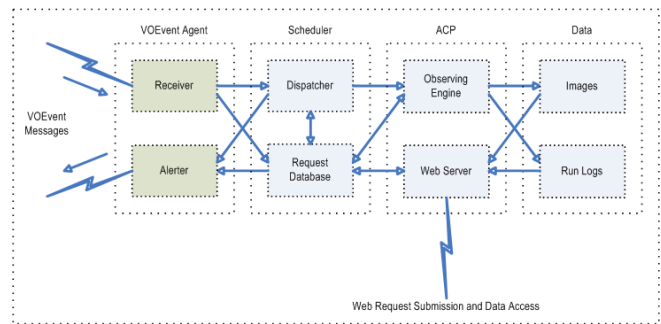 VOEvent Agent
Scheduler
ACP
Data
Receiver
Dispatcher
Observing
Engine
Images
VOEvent
Messages
Alerter
Request
Database
Web Server
Run Logs
Web Request Submission and Data Access